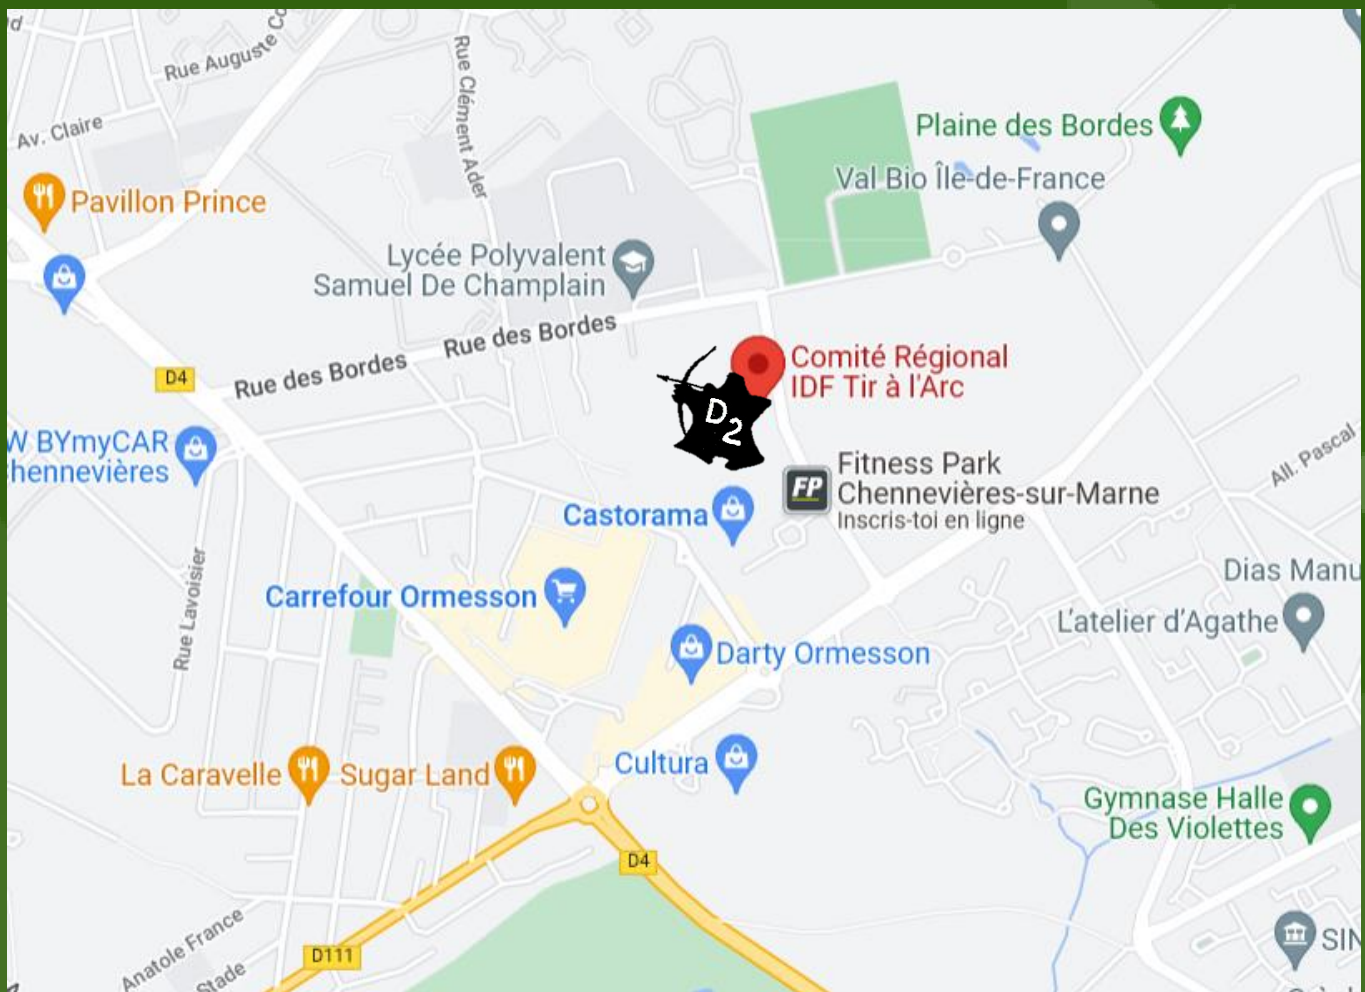 Rue Auguste Co
Rue Clément Ader
Av. Claire
Plaine des Bordes
Val Bio Île-de-France
Pavillon Prince
Lycée Polyvalent
Samuel De Champlain
Rue des Bordes
Rue des Bordes
D4
Comité Régional
IDF Tir à l'Arc
D2
W BYmyCAR
hennevières
FP
Fitness Park
Chennevières-sur-Marne
Inscris-toi en ligne
All. Pascal
Castorama
Rue Lavoisier
Carrefour Ormesson
Dias Manu
L'atelier d'Agathe
Darty Ormesson
La Caravelle
Sugar Land
Cultura
Gymnase Halle
Des Violettes
D4
Anatole France
Stade
D111
SIN